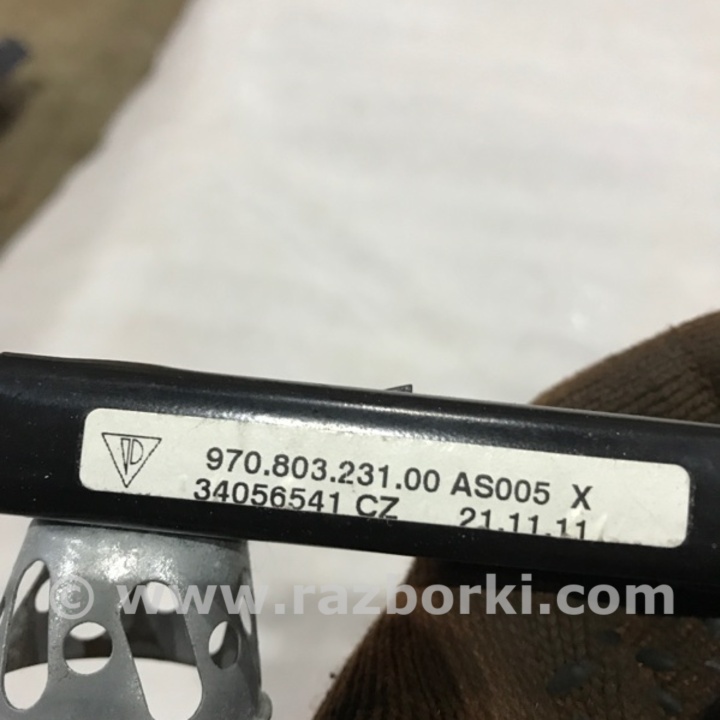 970.803.231.00 AS005 X
34056541 CZ 21.11.11
© www.razborki.com